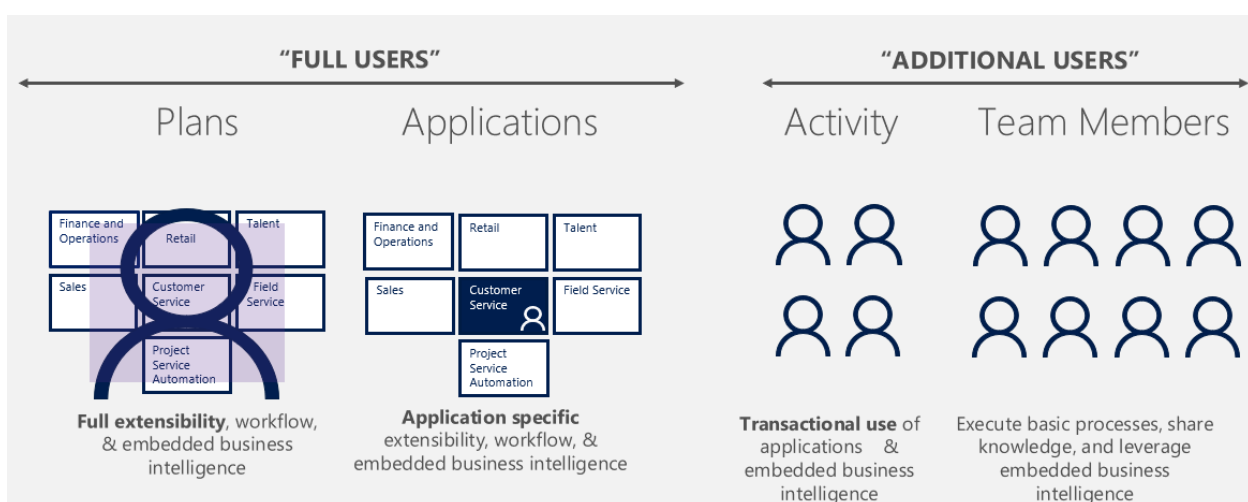 “FULL USERS”
“ADDITIONAL USERS”
Plans
Applications
Activity
Team Members
Finance and
Operations
Retail
Talent
Sales
Customer
Service
Field
Service
Project
Service
Automation
Finance and
Operations
Retail
Talent
Sales
Customer
Service
Field Service
Project
Service
Automation
Full extensibility, workflow,
& embedded business
intelligence
Application specific
extensibility, workflow, &
embedded business intelligence
Transactional use of
applications &
embedded business
intelligence
Execute basic processes, share
knowledge, and leverage
embedded business
intelligence